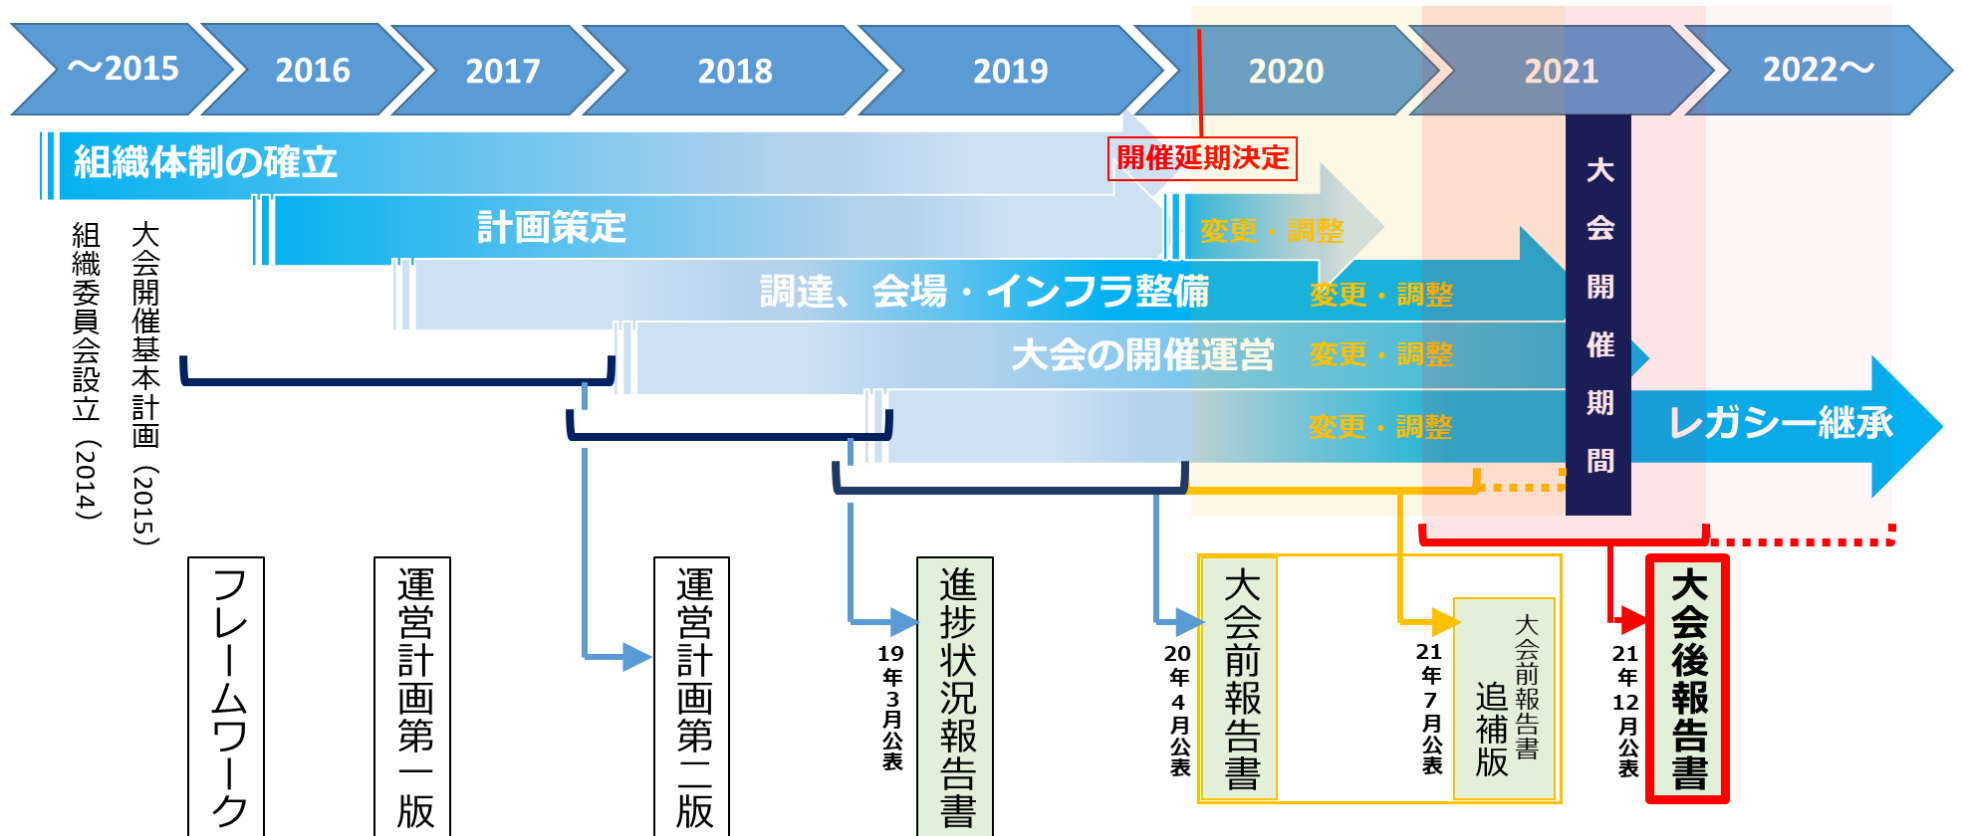 ～2015
2016
2017
2018
2019
2020
2021
2022～
組織体制の確立
開催延期決定
計画策定
変更・調整
調達、会場・インフラ整備
変更・調整
大会の開催運営
変更・調整
変更・調整
レガシー継承
大会開催期間
大会開催基本計画（2015）
組織委員会設立（2014）
フレームワーク
運営計画第一版
運営計画第二版
19年3月公表
進捗状況報告書
20年4月公表
大会前報告書
21年7月公表
大会前報告書
追補版
21年12月公表
大会後報告書